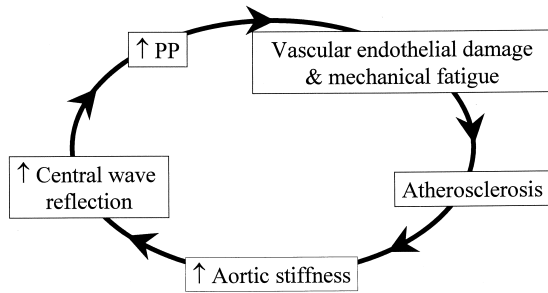 ↑ PP
Vascular endothelial damage
& mechanical fatigue
Atherosclerosis
↑ Aortic stiffness
↑ Central wave
reflection